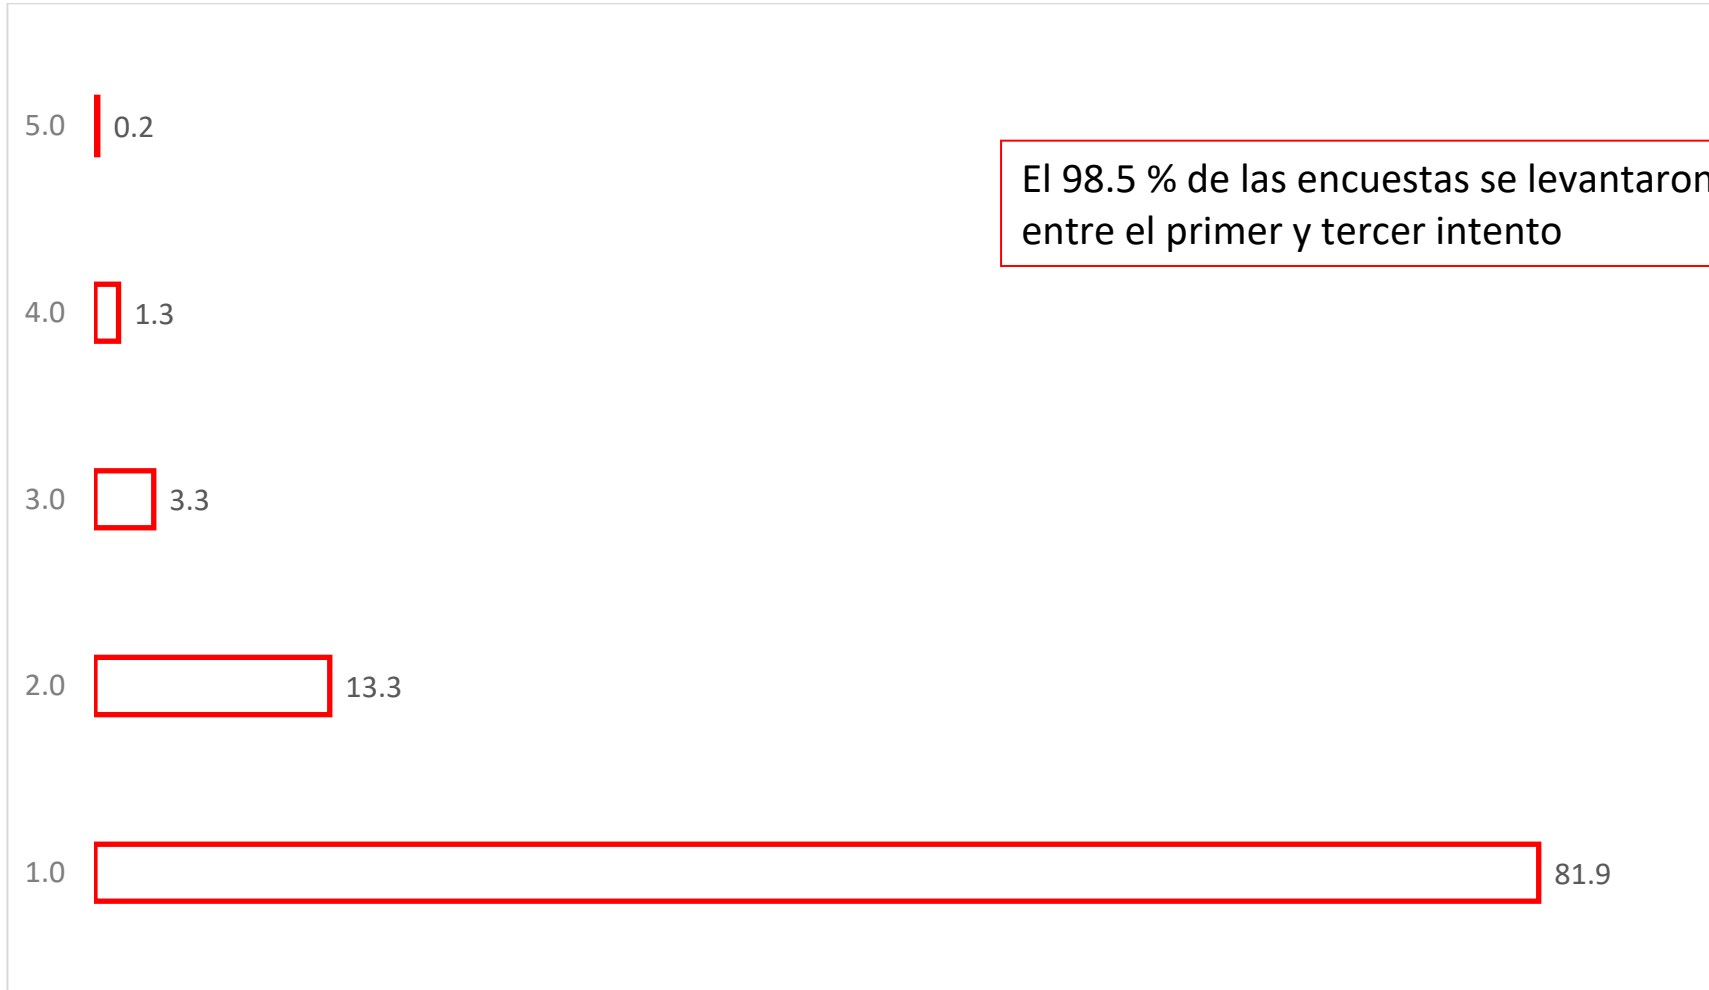 5.0 0.2
El 98.5 % de las encuestas se levantaron
entre el primer y tercer intento
4.0 1.3
3.0 3.3
2.0 13.3
1.0 81.9